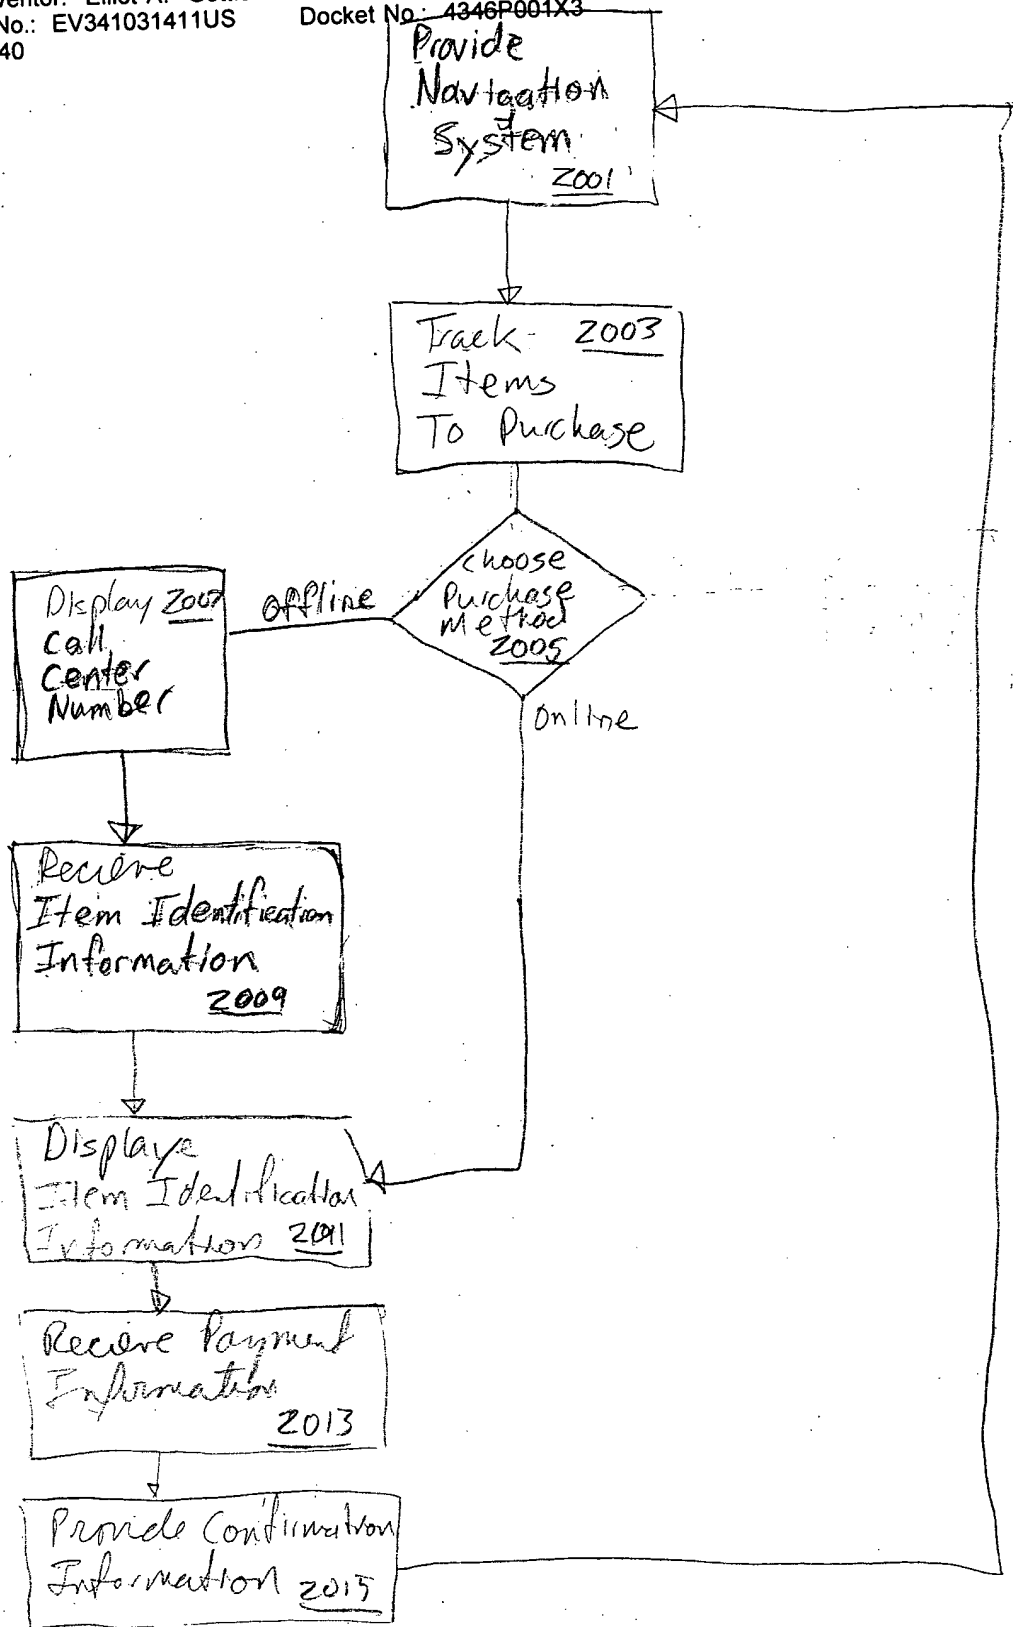 No.: EV341031411US Docket No.: 4346P001X3
40
Provide
Navigation
System
2001
Track 2003
Items
To Purchase
Choose
Purchase
Method
2005
offline
Online
Display 2007
Call
Center
Number
Recieve
Item Identification
Information
2009
Displaye
Item Identification
Information 2011
Recieve Payment
Information
2013
Provide Confirmation
Information 2015